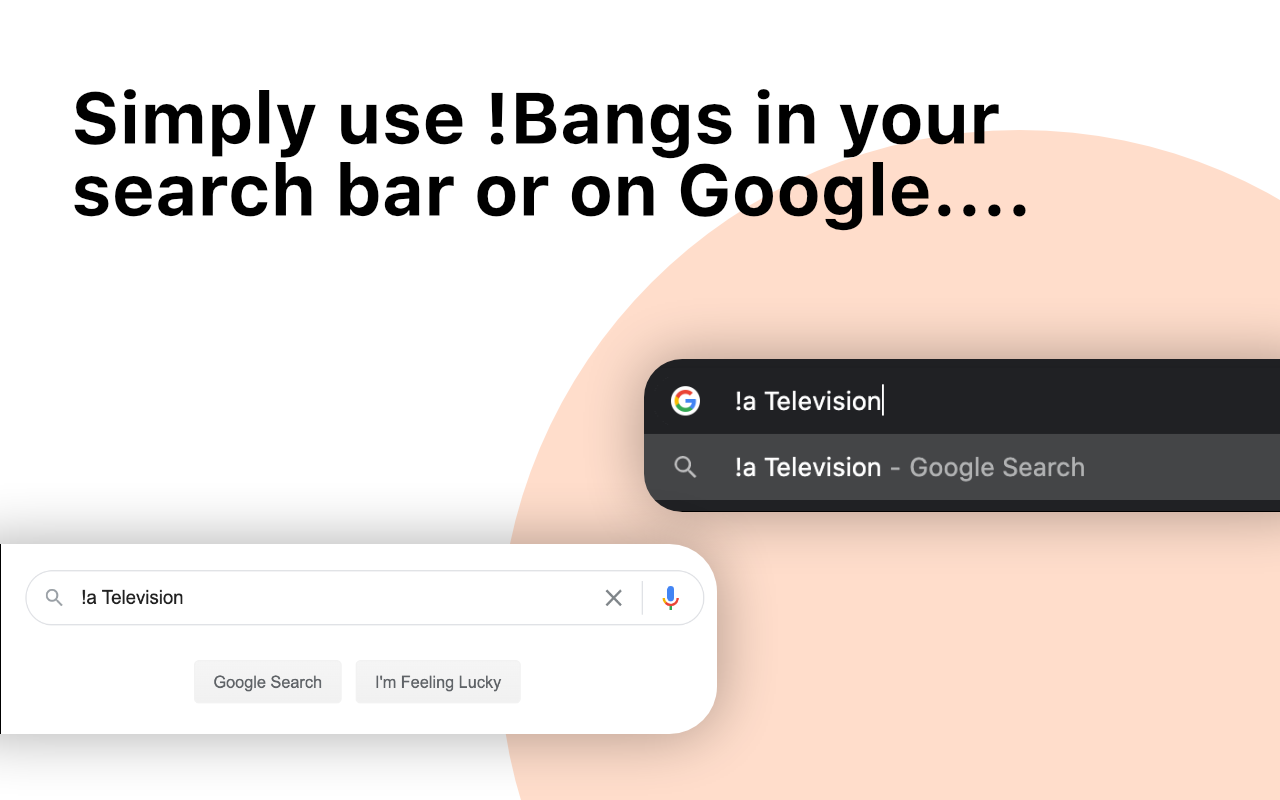 Simply use !Bangs in your
search bar or on Google....
!a Television
!a Television - Google Search
!a Television
Google Search
I'm Feeling Lucky